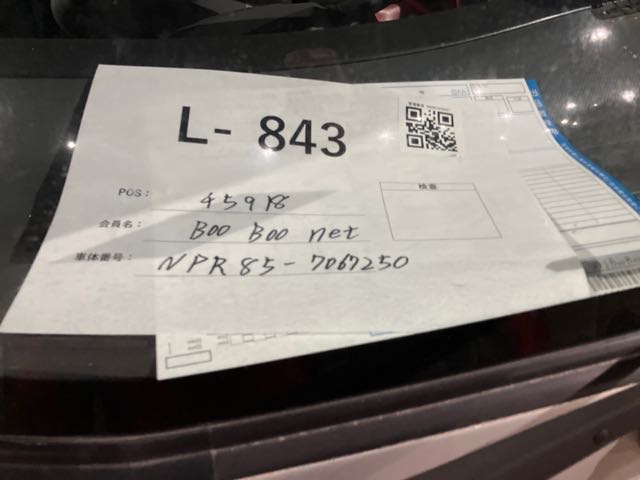 L- 843
POS: 45918
検査
会員名: Boo Boo net
車体番号: NPR85-7067250